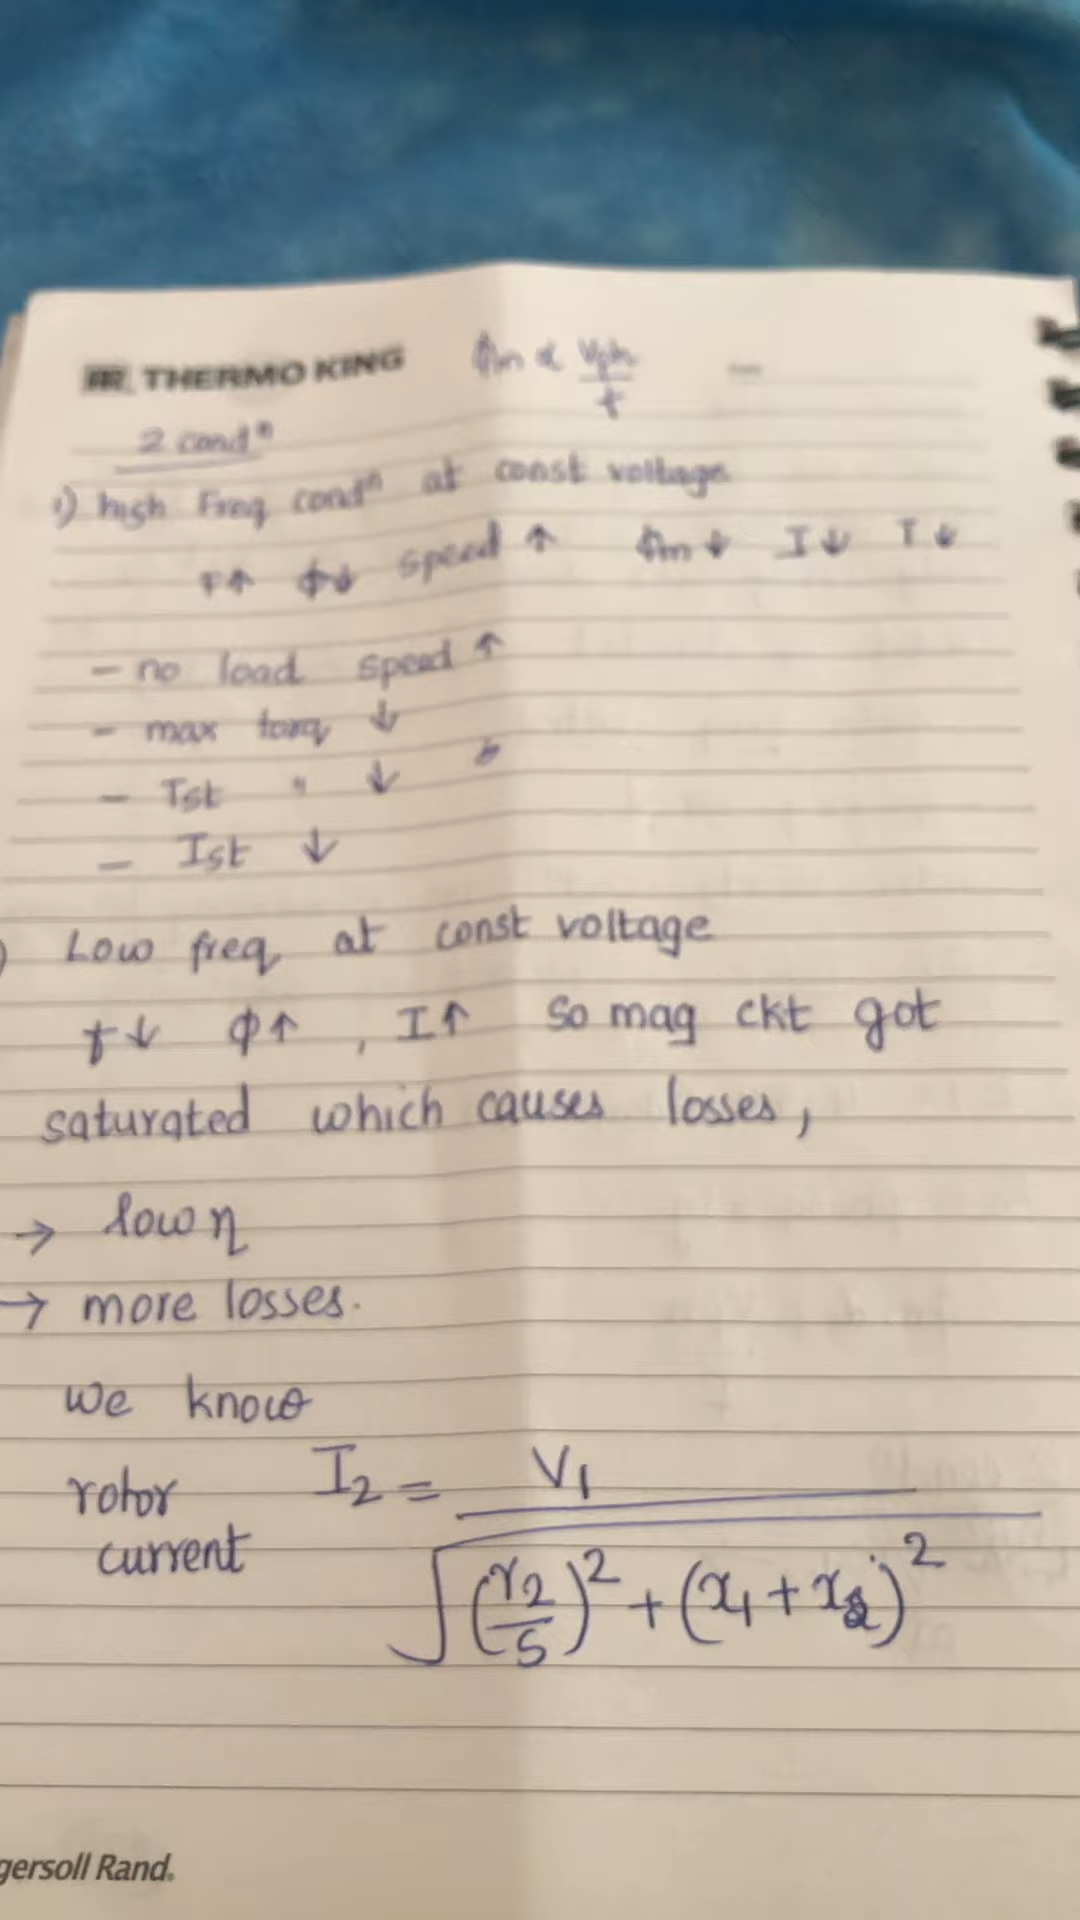 THERMO KING
ϕm ∝ Vph / f
2 condⁿ
1) high Freq condⁿ at const voltage
F↑ ϕ↓ speed ↑ ϕm ↓ I↓ T↓
- no load speed ↑
- max torq ↓
- Tst " ↓
- Ist ↓
) Low freq at const voltage
f↓ ϕ↑ , I↑ so mag ckt got
saturated which causes losses,
→ low η
→ more losses.
we know
rotor current I₂ = V₁ / √((r₂/s)² + (x₁ + x₂)²)
gersoll Rand.